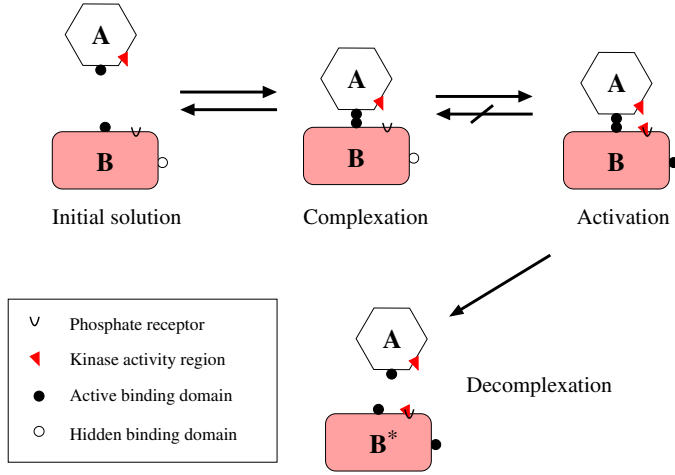 A
B
Initial solution
A
B
Complexation
A
B
Activation
Phosphate receptor
Kinase activity region
Active binding domain
Hidden binding domain
A
B*
Decomplexation